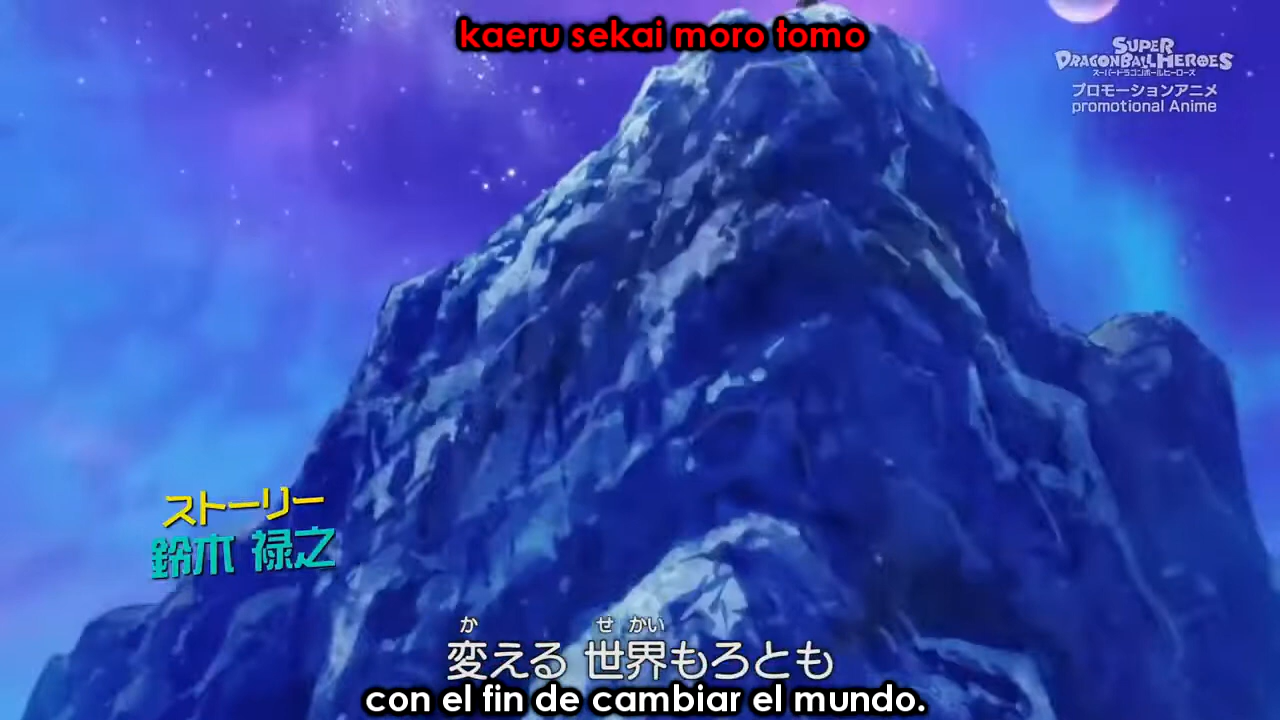 kaeru sekai moro tomo
SUPER
DRAGONBALL HEROES
スーパードラゴンボールヒーローズ
プロモーションアニメ
promotional Anime
ストーリー
鈴木 禄之
か せ かい
変える 世界もろとも
con el fin de cambiar el mundo.